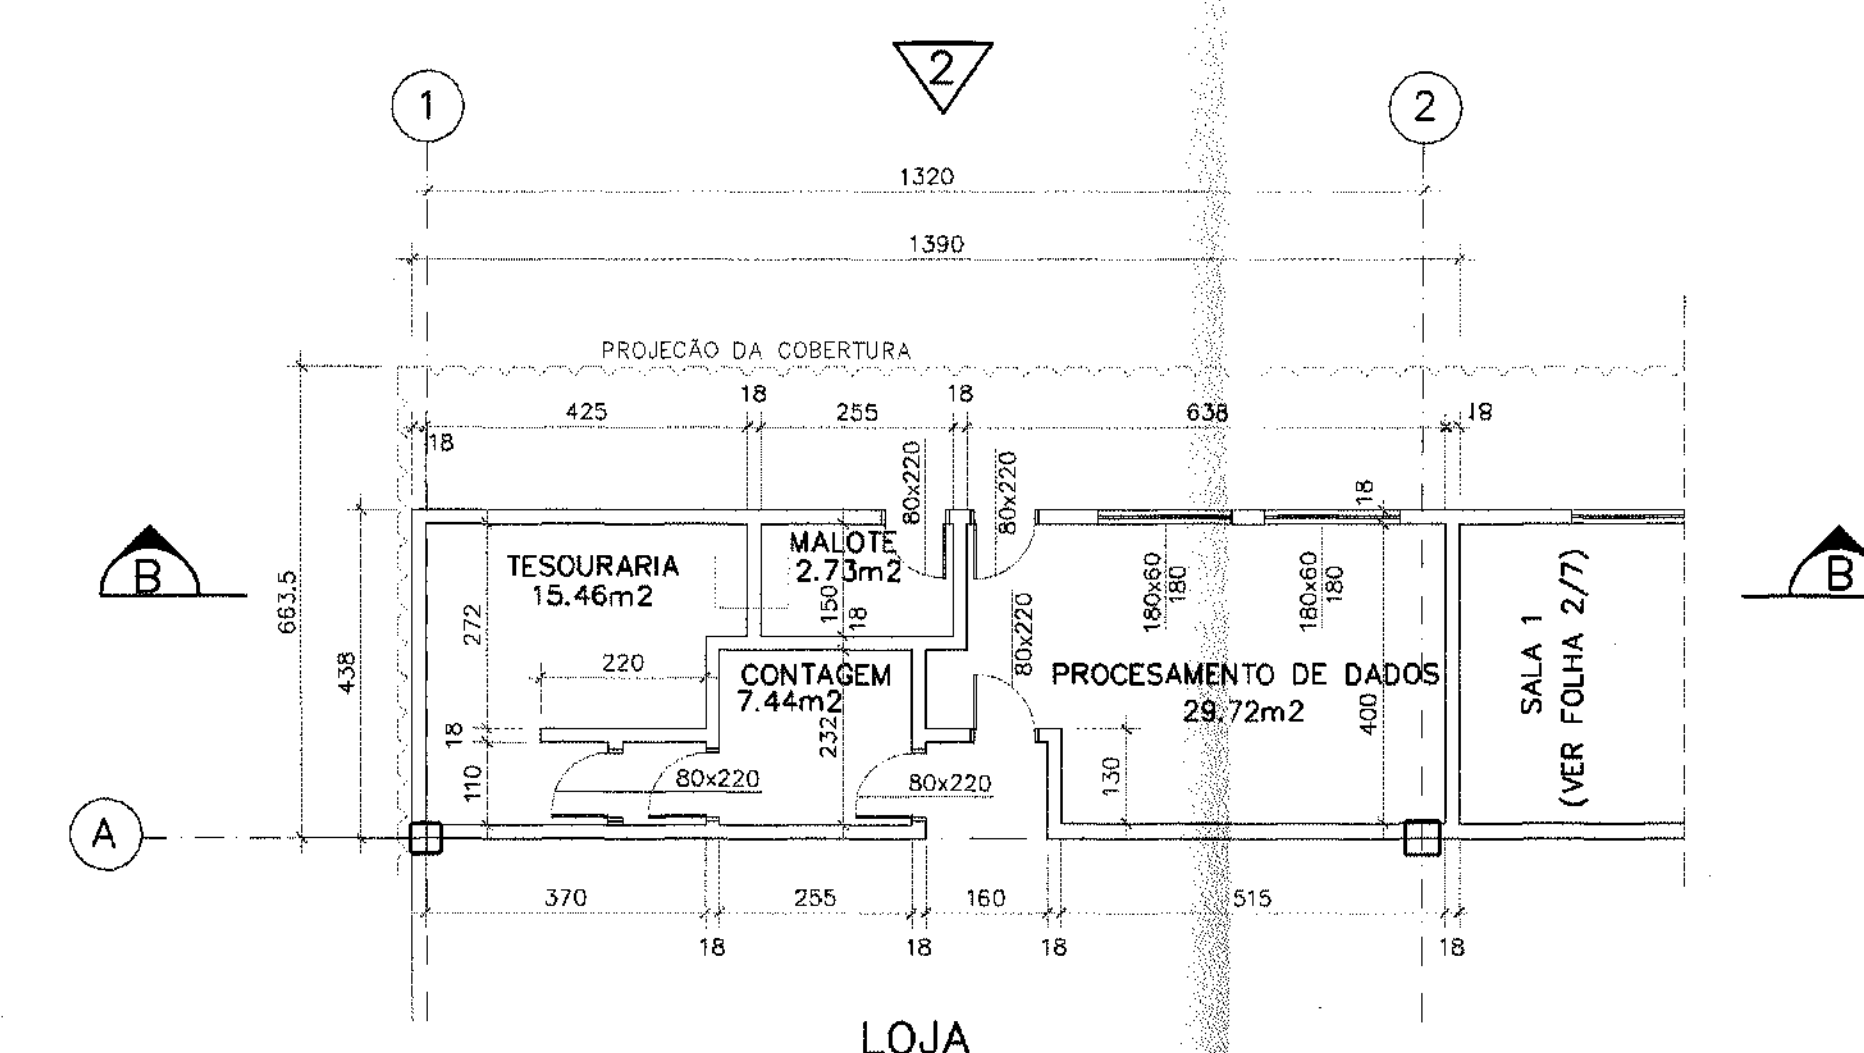 2
1
2
1320
1390
PROJECÃO DA COBERTURA
18
18
425
255
638
18
18
80x220
80x220
18
MALOTE
2.73m2
TESOURARIA
15.46m2
B
B
180x60
180
180x60
180
663.5
438
272
150
18
80x220
SALA 1
(VER FOLHA 2/7)
220
CONTAGEM
7.44m2
PROCESAMENTO DE DADOS
29.72m2
400
18
232
110
80x220
80x220
130
A
370
255
160
515
18
18
18
18
LOJA